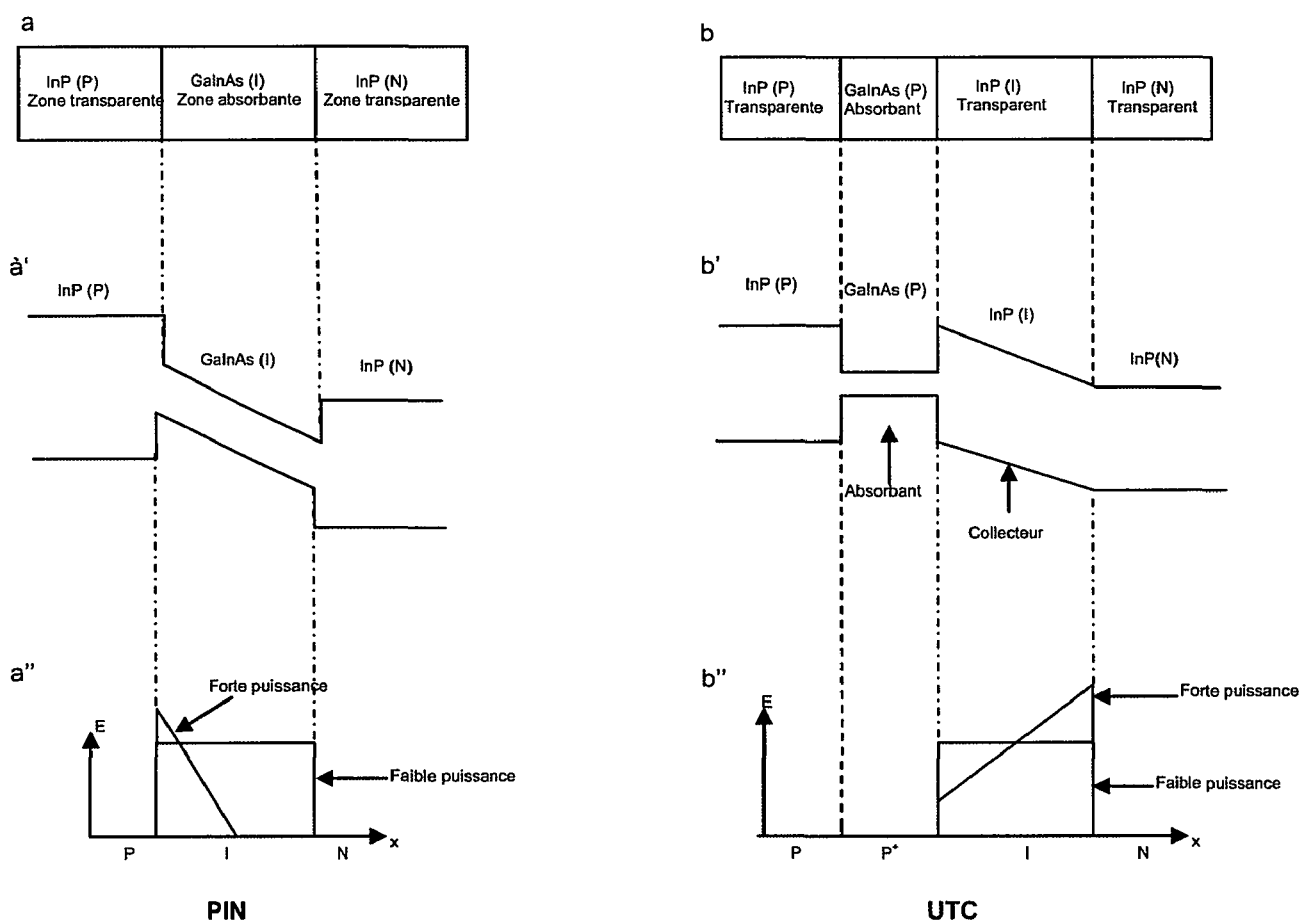 a
InP (P)
Zone transparente
GaInAs (I)
Zone absorbante
InP (N)
Zone transparente
à'
InP (P)
GaInAs (I)
InP (N)
a''
Forte puissance
E
Faible puissance
x
P
I
N
PIN
b
InP (P)
Transparente
GaInAs (P)
Absorbant
InP (I)
Transparent
InP (N)
Transparent
b'
InP (P)
GaInAs (P)
InP (I)
InP(N)
Absorbant
Collecteur
b''
E
Forte puissance
Faible puissance
x
P
P+
I
N
UTC